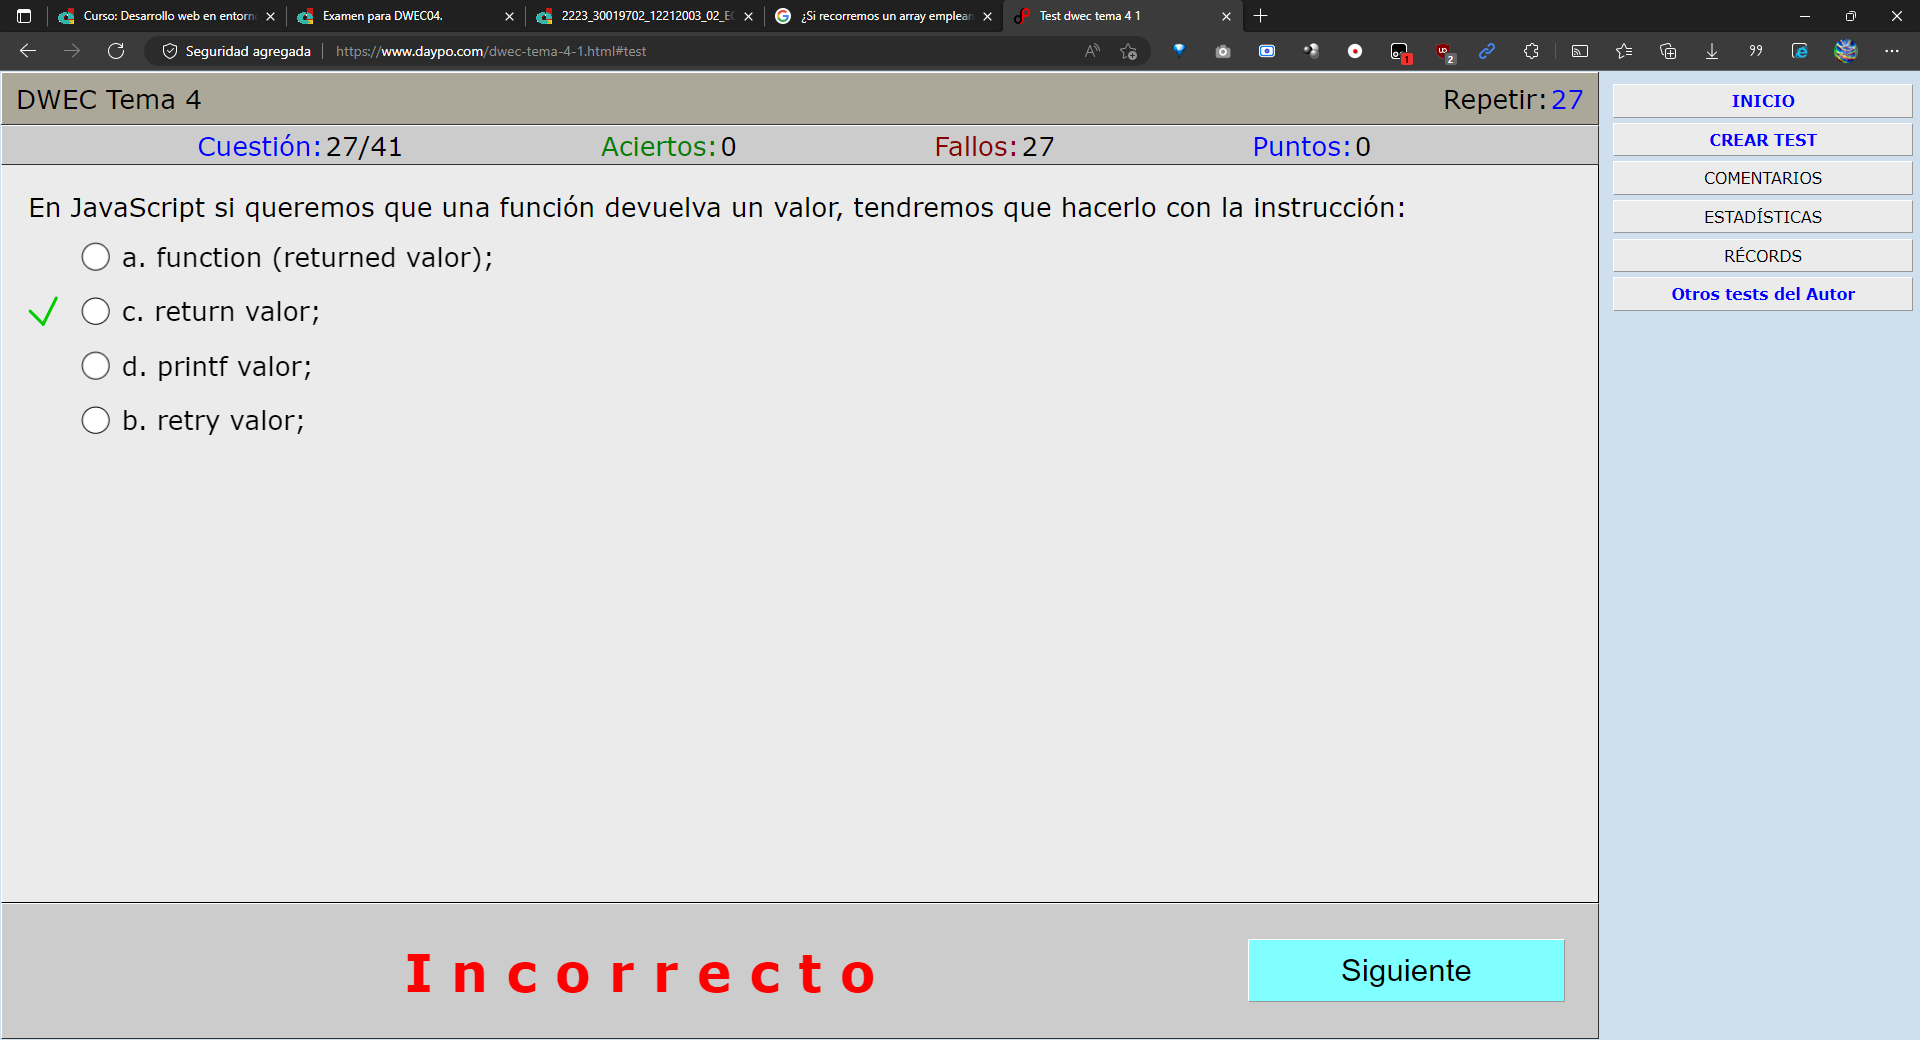 Curso: Desarrollo web en entorn
Examen para DWEC04.
2223_30019702_12212003_02_EC
¿Si recorremos un array emplean
Test dwec tema 4 1
Seguridad agregada
https://www.daypo.com/dwec-tema-4-1.html#test
1
2
DWEC Tema 4
Repetir: 27
Cuestión: 27/41
Aciertos: 0
Fallos: 27
Puntos: 0
En JavaScript si queremos que una función devuelva un valor, tendremos que hacerlo con la instrucción:
a. function (returned valor);
c. return valor;
d. printf valor;
b. retry valor;
Incorrecto
Siguiente
INICIO
CREAR TEST
COMENTARIOS
ESTADÍSTICAS
RÉCORDS
Otros tests del Autor